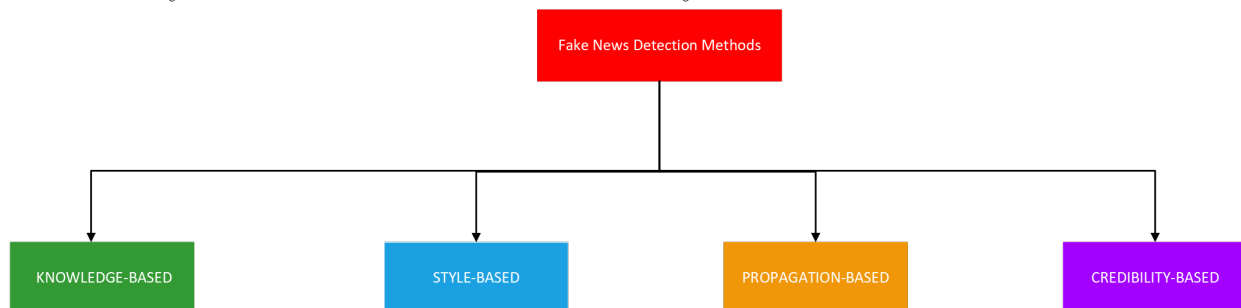 Fake News Detection Methods
KNOWLEDGE-BASED
STYLE-BASED
PROPAGATION-BASED
CREDIBILITY-BASED